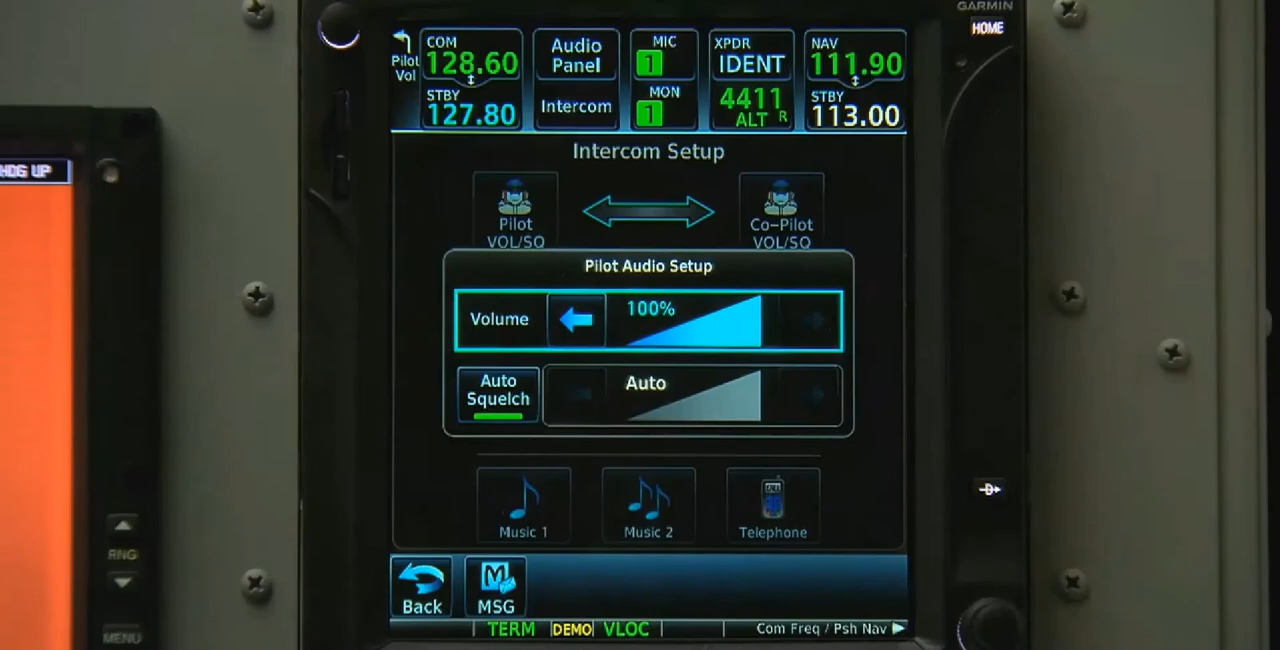 GARMIN
HOME
HDG UP
Pilot
Vol
COM
128.60
STBY
127.80
Audio
Panel
Intercom
MIC
1
MON
1
XPDR
IDENT
4411
ALT R
NAV
111.90
STBY
113.00
Intercom Setup
Pilot
VOL/SQ
Co-Pilot
VOL/SQ
Pilot Audio Setup
Volume
100%
Auto
Squelch
Auto
Music 1
Music 2
Telephone
RNG
MENU
Back
MSG
TERM
DEMO
VLOC
Com Freq / Psh Nav